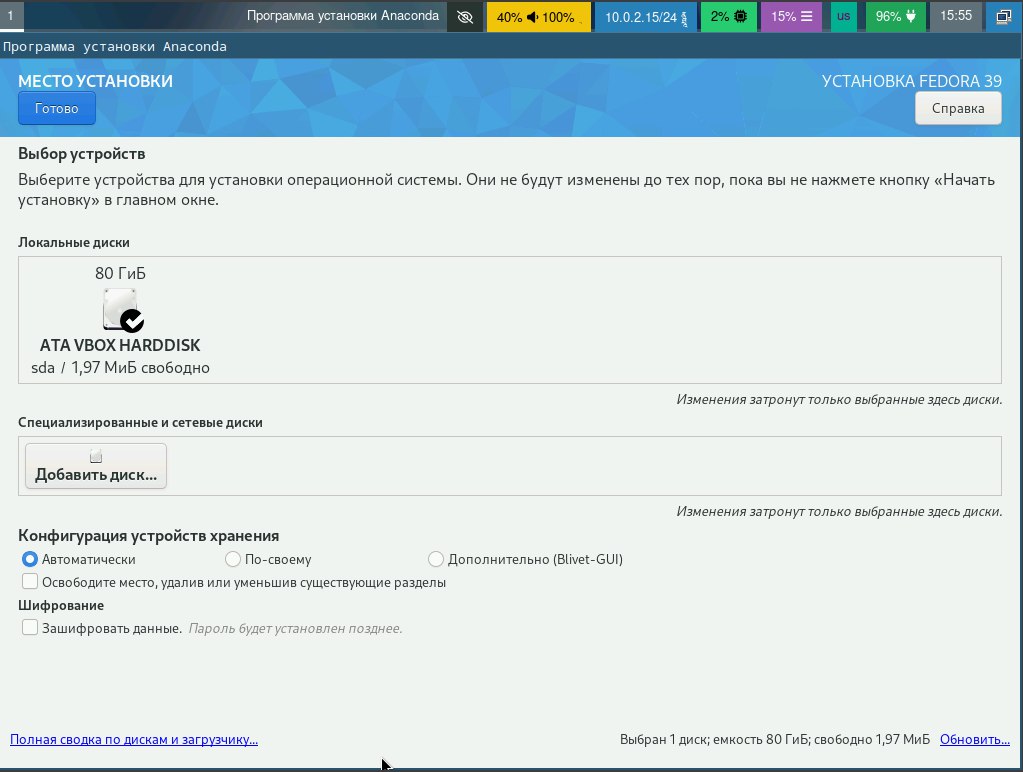 1 Программа установки Anaconda 40% 100% 10.0.2.15/24 2% 15% us 96% 15:55
Программа установки Anaconda
МЕСТО УСТАНОВКИ УСТАНОВКА FEDORA 39
Готово Справка
Выбор устройств
Выберите устройства для установки операционной системы. Они не будут изменены до тех пор, пока вы не нажмете кнопку «Начать
установку» в главном окне.
Локальные диски
80 ГиБ
ATA VBOX HARDDISK
sda / 1,97 МиБ свободно
Изменения затронут только выбранные здесь диски.
Специализированные и сетевые диски
Добавить диск...
Изменения затронут только выбранные здесь диски.
Конфигурация устройств хранения
Автоматически По-своему Дополнительно (Blivet-GUI)
Освободите место, удалив или уменьшив существующие разделы
Шифрование
Зашифровать данные. Пароль будет установлен позднее.
Полная сводка по дискам и загрузчику... Выбран 1 диск; емкость 80 ГиБ; свободно 1,97 МиБ Обновить...